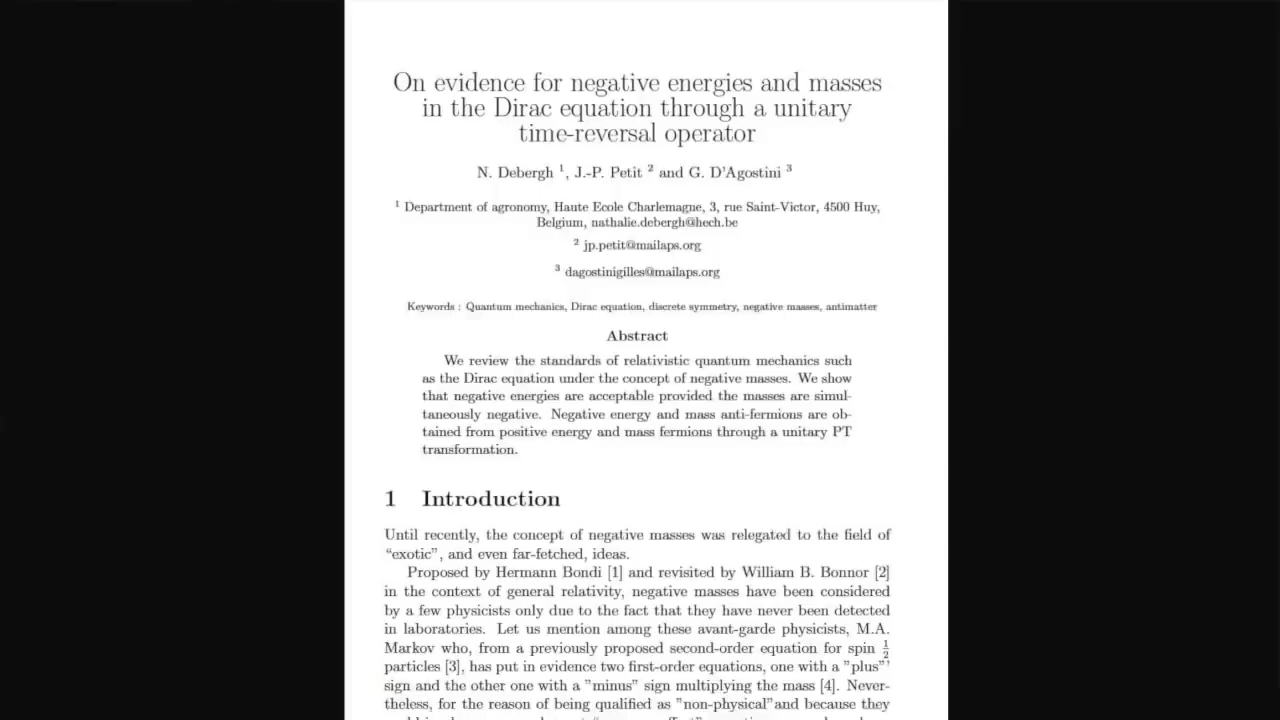 On evidence for negative energies and masses
in the Dirac equation through a unitary
time-reversal operator
N. Debergh ¹, J.-P. Petit ² and G. D'Agostini ³
¹ Department of agronomy, Haute Ecole Charlemagne, 3, rue Saint-Victor, 4500 Huy,
Belgium, nathalie.debergh@hech.be
² jp.petit@mailaps.org
³ dagostinigilles@mailaps.org
Keywords : Quantum mechanics, Dirac equation, discrete symmetry, negative masses, antimatter
Abstract
We review the standards of relativistic quantum mechanics such
as the Dirac equation under the concept of negative masses. We show
that negative energies are acceptable provided the masses are simul-
taneously negative. Negative energy and mass anti-fermions are ob-
tained from positive energy and mass fermions through a unitary PT
transformation.
1 Introduction
Until recently, the concept of negative masses was relegated to the field of
“exotic”, and even far-fetched, ideas.
Proposed by Hermann Bondi [1] and revisited by William B. Bonnor [2]
in the context of general relativity, negative masses have been considered
by a few physicists only due to the fact that they have never been detected
in laboratories. Let us mention among these avant-garde physicists, M.A.
Markov who, from a previously proposed second-order equation for spin ½
particles [3], has put in evidence two first-order equations, one with a ”plus”'
sign and the other one with a ”minus” sign multiplying the mass [4]. Never-
theless, for the reason of being qualified as ”non-physical”and because they